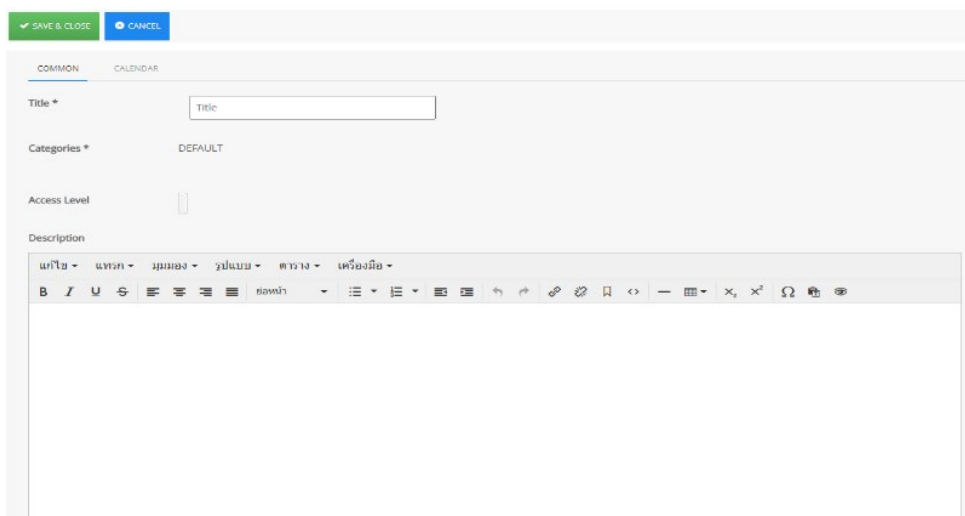 SAVE & CLOSE CANCEL
COMMON CALENDAR
Title *
Title
Categories * DEFAULT
Access Level
Description
แก้ไข แทรก มุมมอง รูปแบบ ตาราง เครื่องมือ
B I U S ย่อหน้า